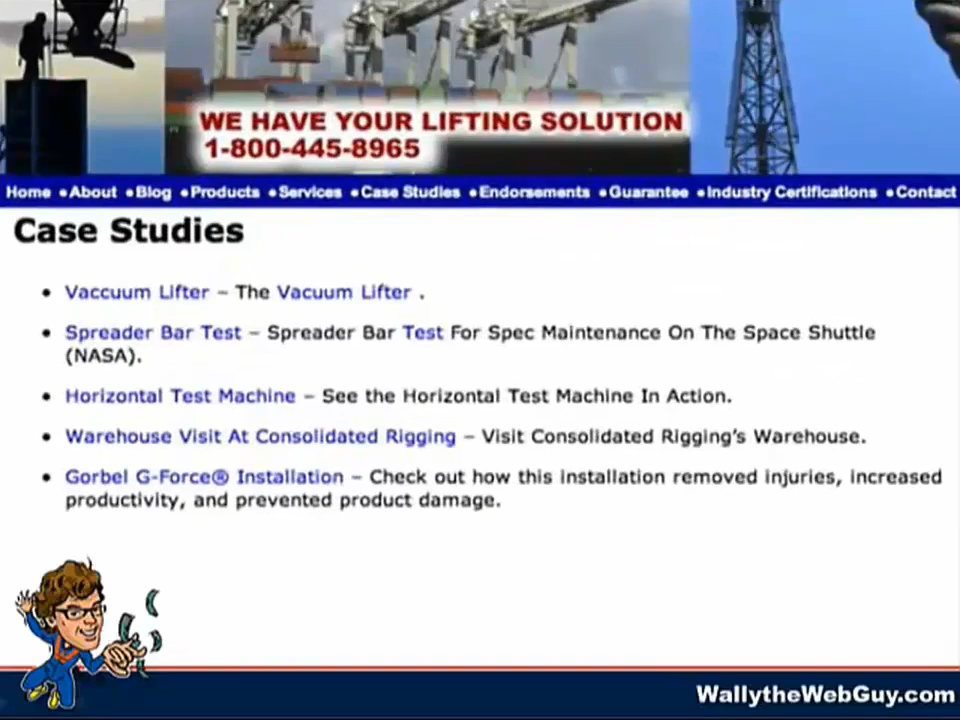 WE HAVE YOUR LIFTING SOLUTION
1-800-445-8965
Home • About • Blog • Products • Services • Case Studies • Endorsements • Guarantee • Industry Certifications • Contact
Case Studies
• Vaccuum Lifter – The Vacuum Lifter .
• Spreader Bar Test – Spreader Bar Test For Spec Maintenance On The Space Shuttle
(NASA).
• Horizontal Test Machine – See the Horizontal Test Machine In Action.
• Warehouse Visit At Consolidated Rigging – Visit Consolidated Rigging's Warehouse.
• Gorbel G-Force® Installation – Check out how this installation removed injuries, increased
productivity, and prevented product damage.
WallytheWebGuy.com